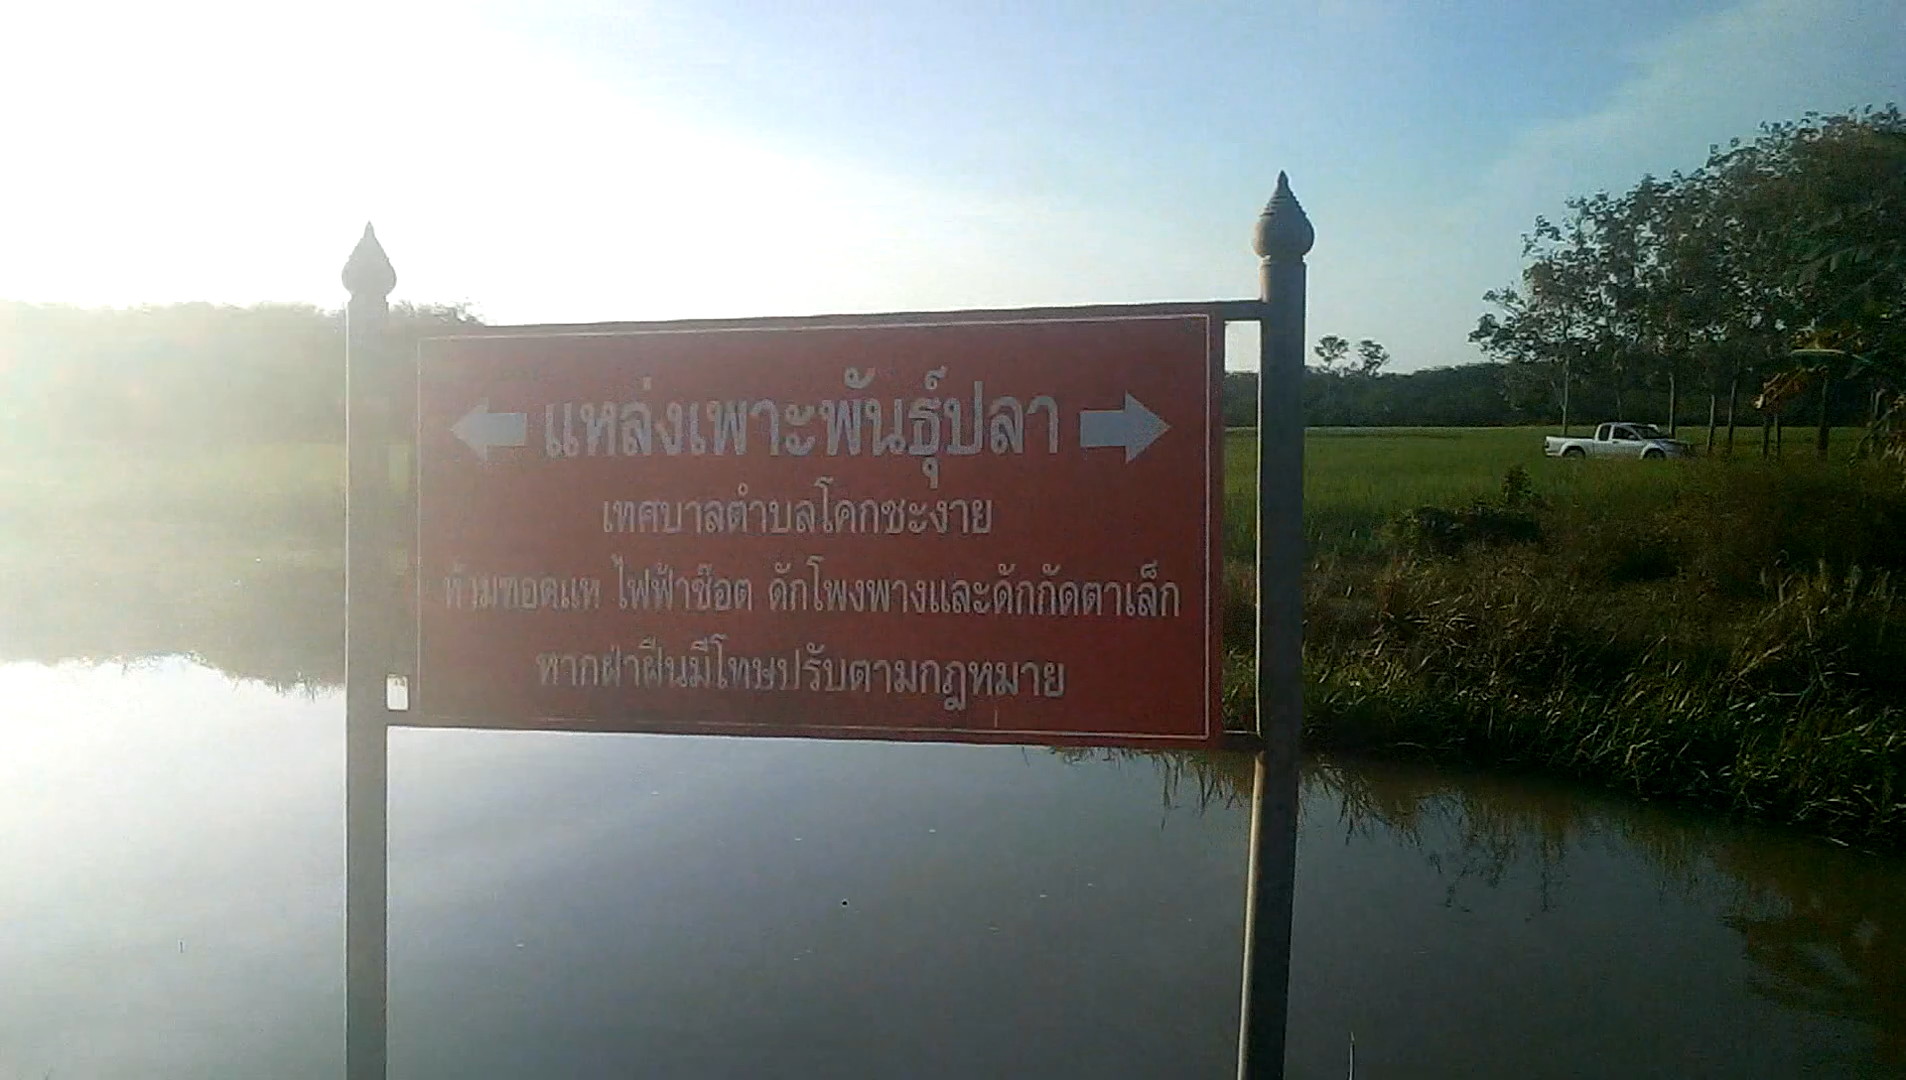 แหล่งเพาะพันธุ์ปลา
เทศบาลตำบลโคกชะงาย
ห้ามทอดแห ไฟฟ้าช๊อต ดักโพงพางและดักกัดตาเล็ก
หากฝ่าฝืนมีโทษปรับตามกฎหมาย